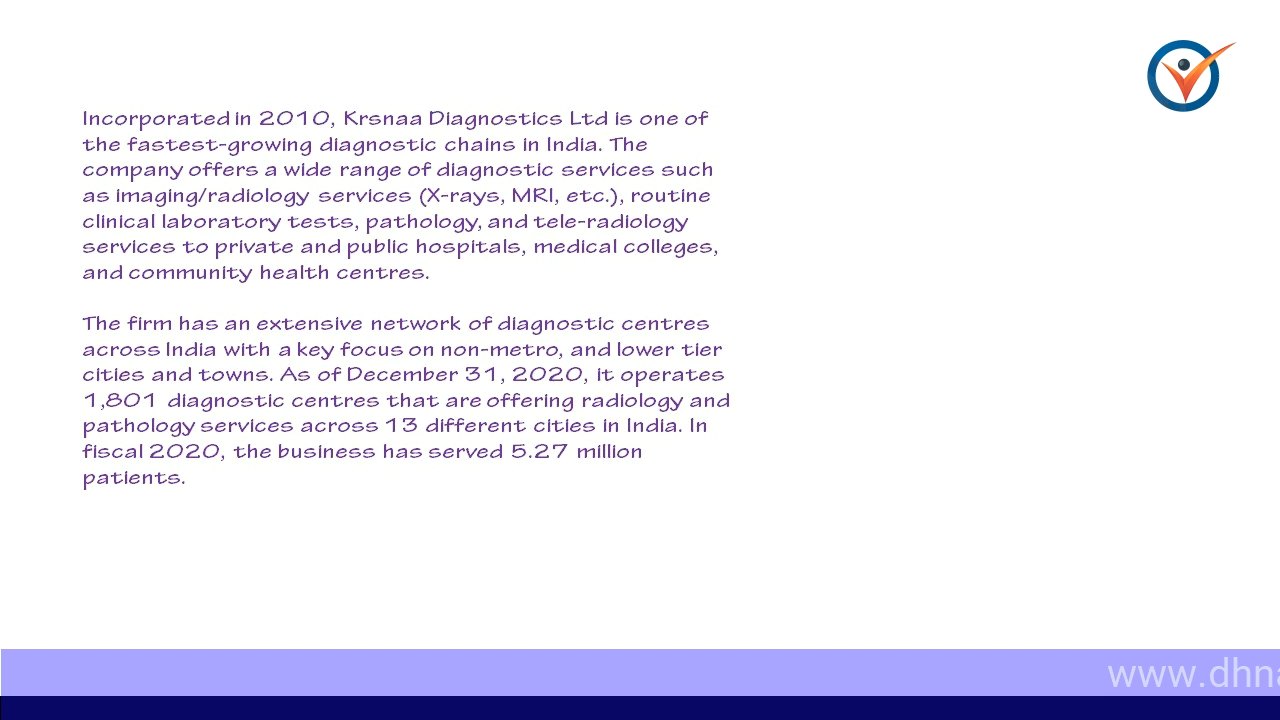 Incorporated in 2010, Krsnaa Diagnostics Ltd is one of
the fastest-growing diagnostic chains in India. The
company offers a wide range of diagnostic services such
as imaging/radiology services (X-rays, MRI, etc.), routine
clinical laboratory tests, pathology, and tele-radiology
services to private and public hospitals, medical colleges,
and community health centres.
The firm has an extensive network of diagnostic centres
across India with a key focus on non-metro, and lower tier
cities and towns. As of December 31, 2020, it operates
1,801 diagnostic centres that are offering radiology and
pathology services across 13 different cities in India. In
fiscal 2020, the business has served 5.27 million
patients.
www.dhna